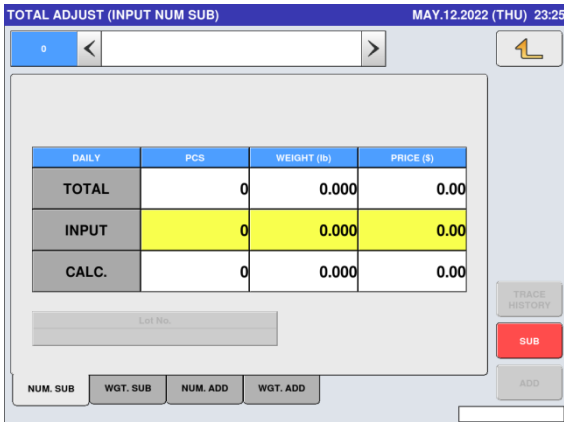 TOTAL ADJUST (INPUT NUM SUB) MAY.12.2022 (THU) 23:25
0
DAILY PCS WEIGHT (lb) PRICE ($)
TOTAL 0 0.000 0.00
INPUT 0 0.000 0.00
CALC. 0 0.000 0.00
TRACE
HISTORY
Lot No.
SUB
ADD
NUM. SUB WGT. SUB NUM. ADD WGT. ADD